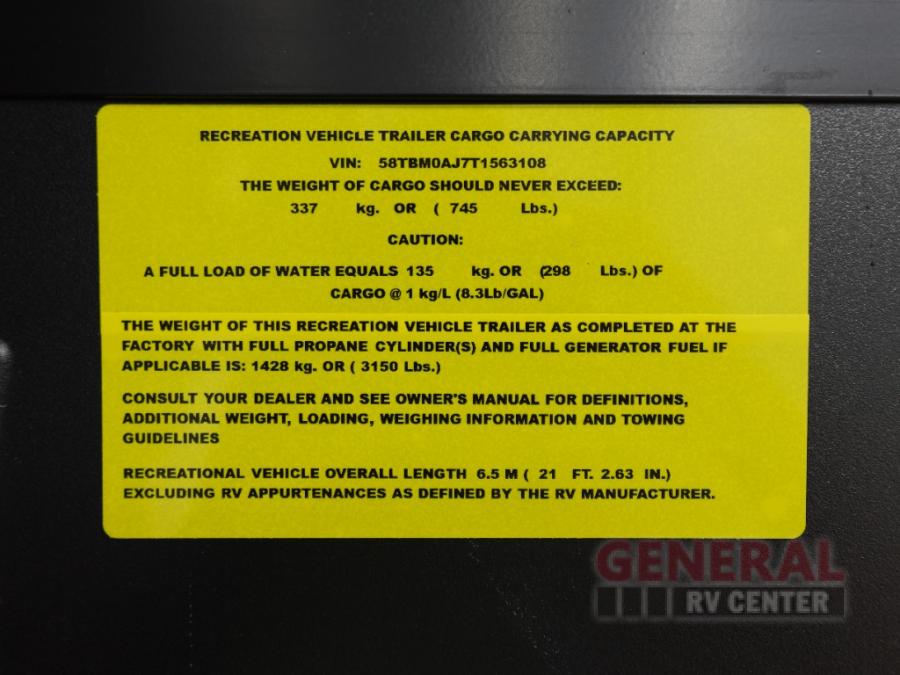 RECREATION VEHICLE TRAILER CARGO CARRYING CAPACITY
VIN: 58TBM0AJ7T1563108
THE WEIGHT OF CARGO SHOULD NEVER EXCEED:
337 kg. OR ( 745 Lbs.)
CAUTION:
A FULL LOAD OF WATER EQUALS 135 kg. OR (298 Lbs.) OF
CARGO @ 1 kg/L (8.3Lb/GAL)
THE WEIGHT OF THIS RECREATION VEHICLE TRAILER AS COMPLETED AT THE
FACTORY WITH FULL PROPANE CYLINDER(S) AND FULL GENERATOR FUEL IF
APPLICABLE IS: 1428 kg. OR ( 3150 Lbs.)
CONSULT YOUR DEALER AND SEE OWNER'S MANUAL FOR DEFINITIONS,
ADDITIONAL WEIGHT, LOADING, WEIGHING INFORMATION AND TOWING
GUIDELINES
RECREATIONAL VEHICLE OVERALL LENGTH 6.5 M ( 21 FT. 2.63 IN.)
EXCLUDING RV APPURTENANCES AS DEFINED BY THE RV MANUFACTURER.
GENERAL
RV CENTER